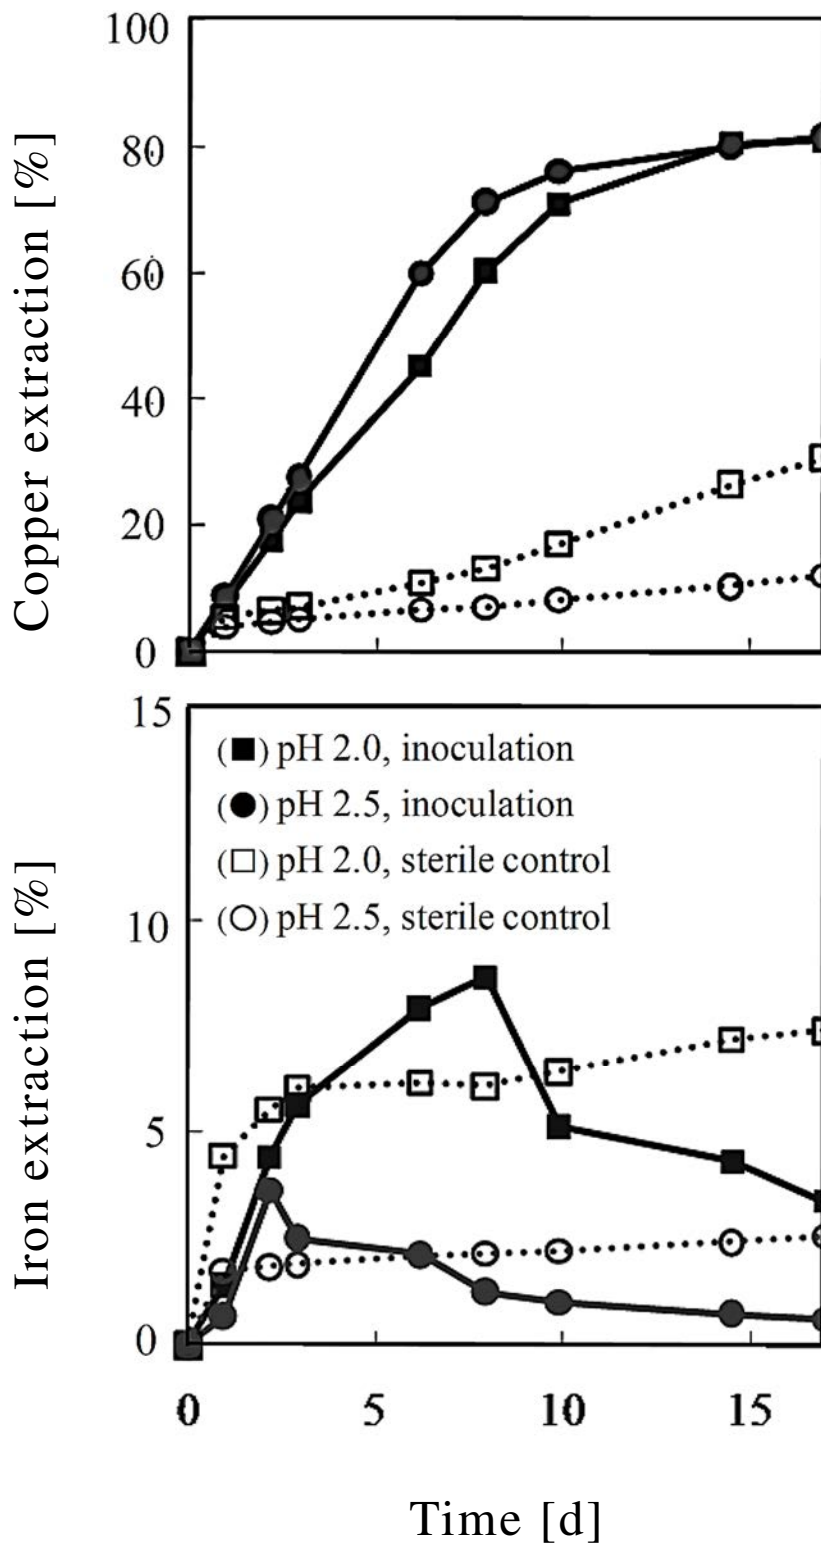 100
80
60
40
20
0
Copper extraction [%]
15
10
5
0
Iron extraction [%]
(■) pH 2.0, inoculation
(●) pH 2.5, inoculation
(□) pH 2.0, sterile control
(○) pH 2.5, sterile control
0 5 10 15
Time [d]